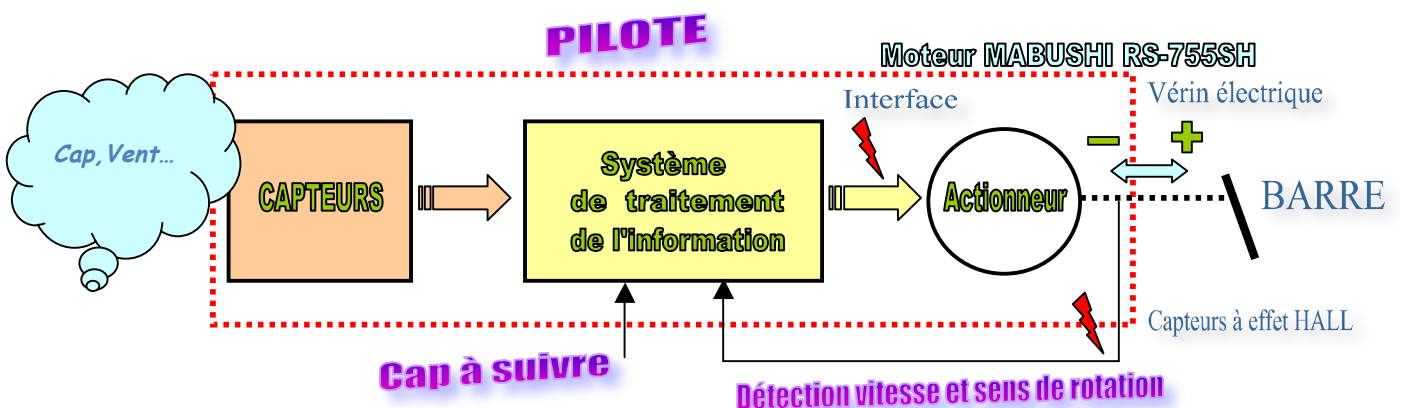 PILOTE
Moteur MABUSHI RS-755SH
Interface
Vérin électrique
Cap,Vent...
CAPTEURS
Système
de traitement
de l'information
Actionneur
BARRE
Capteurs à effet HALL
Cap à suivre
Détection vitesse et sens de rotation